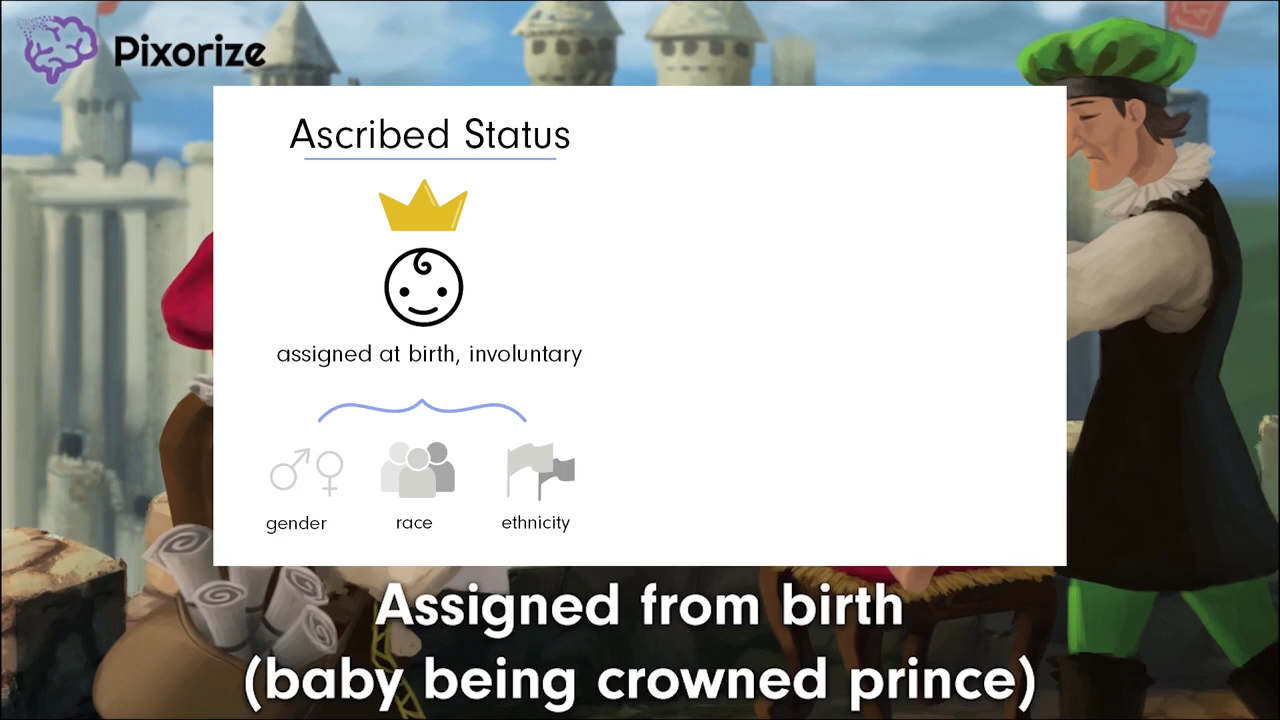 Pixorize
Ascribed Status
assigned at birth, involuntary
gender race ethnicity
Assigned from birth
(baby being crowned prince)